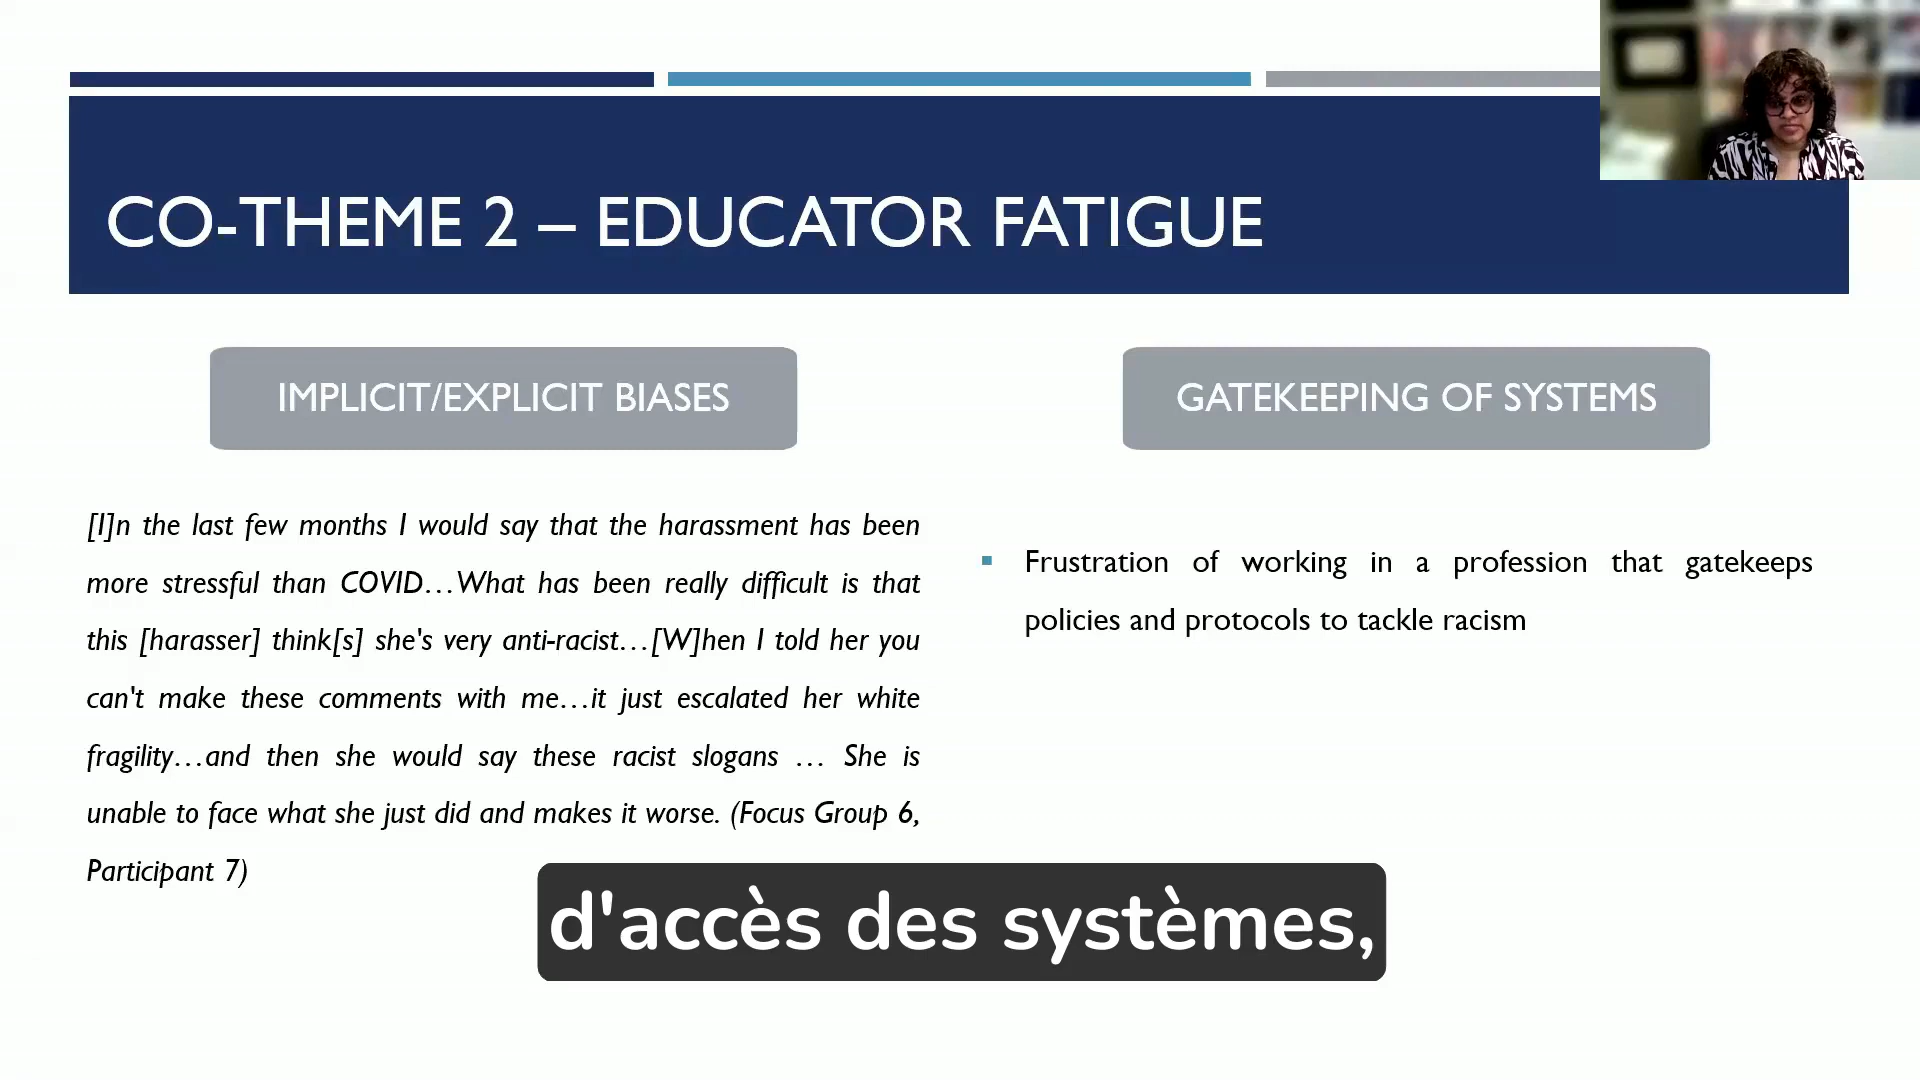 CO-THEME 2 – EDUCATOR FATIGUE
IMPLICIT/EXPLICIT BIASES
[I]n the last few months I would say that the harassment has been
more stressful than COVID…What has been really difficult is that
this [harasser] think[s] she's very anti-racist…[W]hen I told her you
can't make these comments with me…it just escalated her white
fragility…and then she would say these racist slogans … She is
unable to face what she just did and makes it worse. (Focus Group 6,
Participant 7)
GATEKEEPING OF SYSTEMS
▪ Frustration of working in a profession that gatekeeps
policies and protocols to tackle racism
d'accès des systèmes,